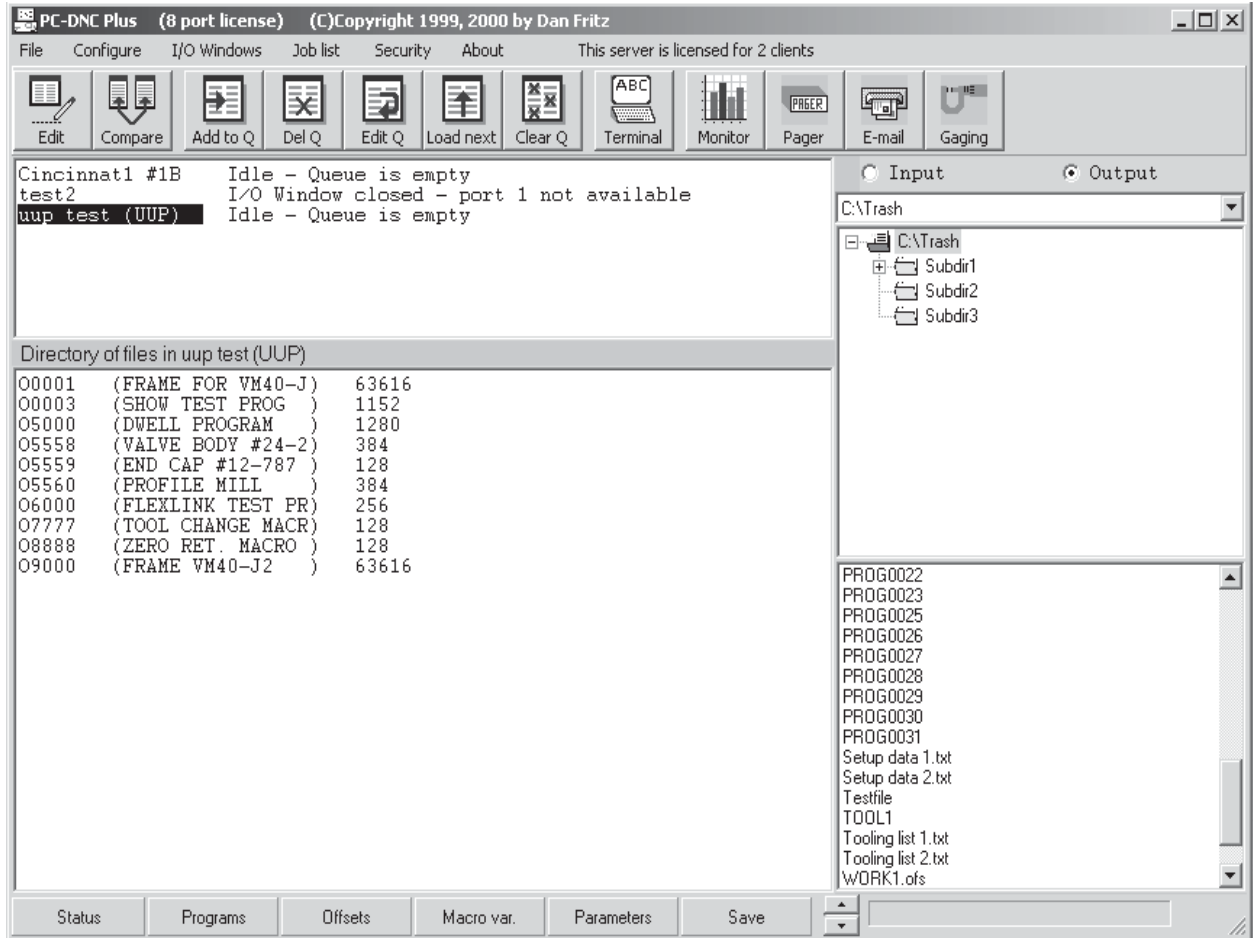 PC-DNC Plus (8 port license) (C)Copyright 1999, 2000 by Dan Fritz
File Configure I/O Windows Job list Security About This server is licensed for 2 clients
ABC
PAGER
Edit Compare Add to Q Del Q Edit Q Load next Clear Q Terminal Monitor Pager E-mail Gaging
Cincinnat1 #1B Idle - Queue is empty
test2 I/O Window closed - port 1 not available
uup test (UUP) Idle - Queue is empty
Input Output
C:\Trash
C:\Trash
Subdir1
Subdir2
Subdir3
Directory of files in uup test (UUP)
O0001 (FRAME FOR VM40-J) 63616
O0003 (SHOW TEST PROG ) 1152
O5000 (DWELL PROGRAM ) 1280
O5558 (VALVE BODY #24-2) 384
O5559 (END CAP #12-787 ) 128
O5560 (PROFILE MILL ) 384
O6000 (FLEXLINK TEST PR) 256
O7777 (TOOL CHANGE MACR) 128
O8888 (ZERO RET. MACRO ) 128
O9000 (FRAME VM40-J2 ) 63616
PROG0022
PROG0023
PROG0025
PROG0026
PROG0027
PROG0028
PROG0029
PROG0030
PROG0031
Setup data 1.txt
Setup data 2.txt
Testfile
TOOL1
Tooling list 1.txt
Tooling list 2.txt
WORK1.ofs
Status Programs Offsets Macro var. Parameters Save